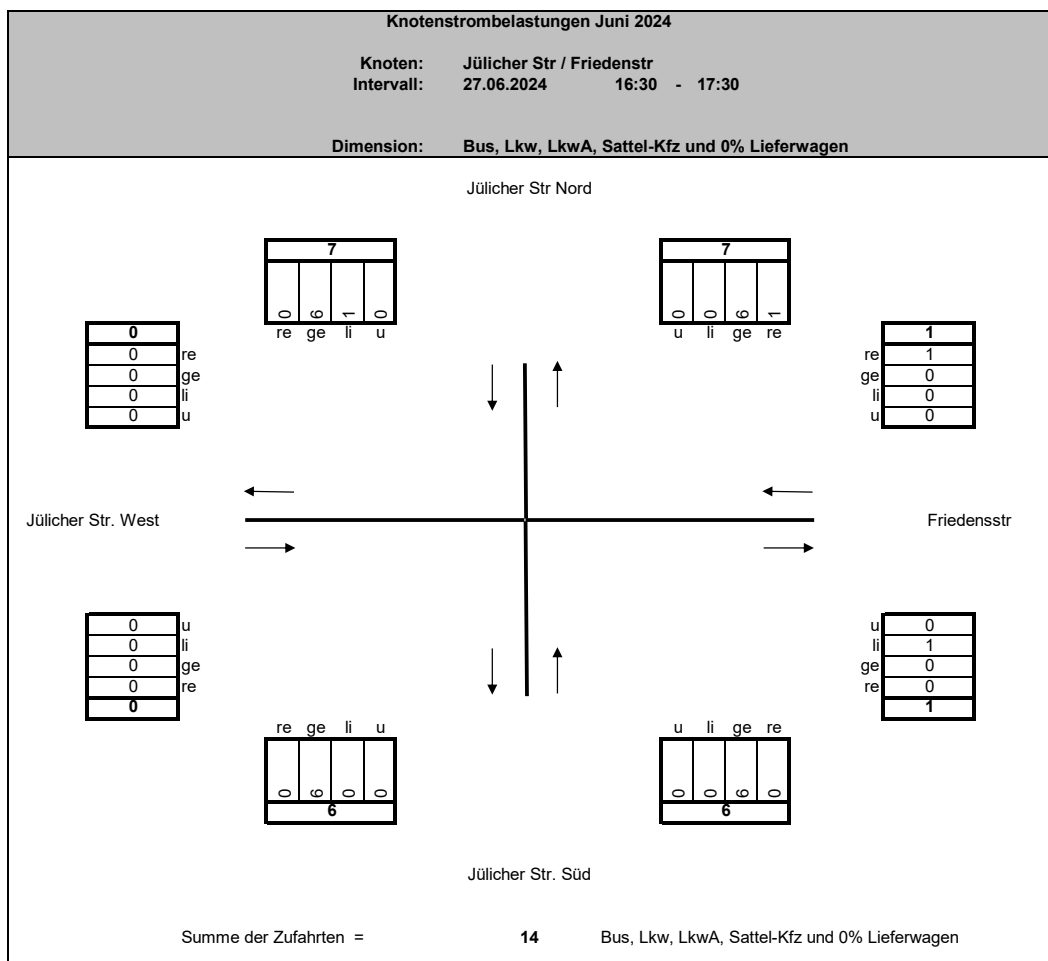 Knotenstrombelastungen Juni 2024
Knoten: Jülicher Str / Friedenstr
Intervall: 27.06.2024 16:30 - 17:30
Dimension: Bus, Lkw, LkwA, Sattel-Kfz und 0% Lieferwagen
Jülicher Str Nord
7
0 6 1 0
re ge li u
7
0 0 6 1
u li ge re
0
0 re
0 ge
0 li
0 u
1
re 1
ge 0
li 0
u 0
Jülicher Str. West
Friedensstr
0 u
0 li
0 ge
0 re
0
u 0
li 1
ge 0
re 0
1
re ge li u
0 6 0 0
6
u li ge re
0 0 6 0
6
Jülicher Str. Süd
Summe der Zufahrten = 14 Bus, Lkw, LkwA, Sattel-Kfz und 0% Lieferwagen